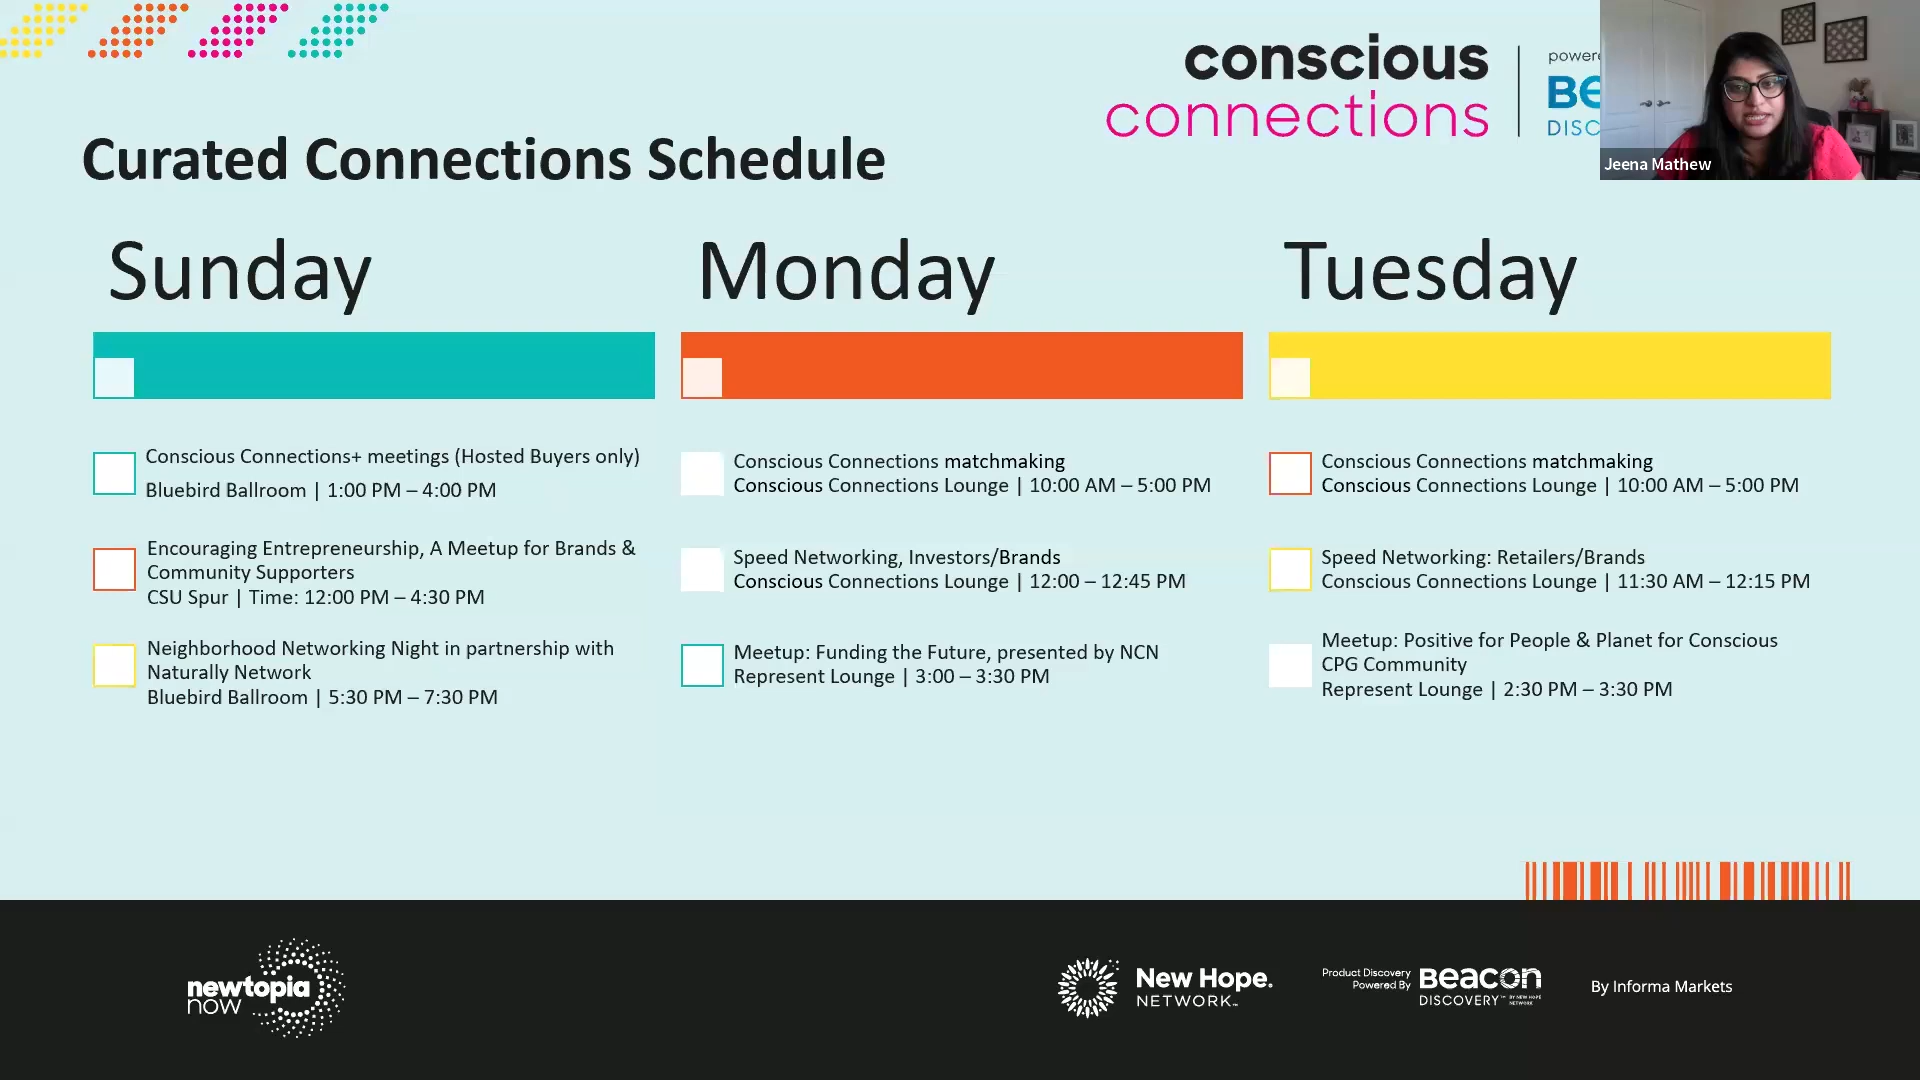 conscious
connections
powere
BE
DISC
Jeena Mathew
Curated Connections Schedule
Sunday
Conscious Connections+ meetings (Hosted Buyers only)
Bluebird Ballroom | 1:00 PM – 4:00 PM
Encouraging Entrepreneurship, A Meetup for Brands &
Community Supporters
CSU Spur | Time: 12:00 PM – 4:30 PM
Neighborhood Networking Night in partnership with
Naturally Network
Bluebird Ballroom | 5:30 PM – 7:30 PM
Monday
Conscious Connections matchmaking
Conscious Connections Lounge | 10:00 AM – 5:00 PM
Speed Networking, Investors/Brands
Conscious Connections Lounge | 12:00 – 12:45 PM
Meetup: Funding the Future, presented by NCN
Represent Lounge | 3:00 – 3:30 PM
Tuesday
Conscious Connections matchmaking
Conscious Connections Lounge | 10:00 AM – 5:00 PM
Speed Networking: Retailers/Brands
Conscious Connections Lounge | 11:30 AM – 12:15 PM
Meetup: Positive for People & Planet for Conscious
CPG Community
Represent Lounge | 2:30 PM – 3:30 PM
newtopia
now
New Hope.
NETWORK™
Product Discovery
Powered By
Beacon
DISCOVERY™ BY NEW HOPE
NETWORK
By Informa Markets